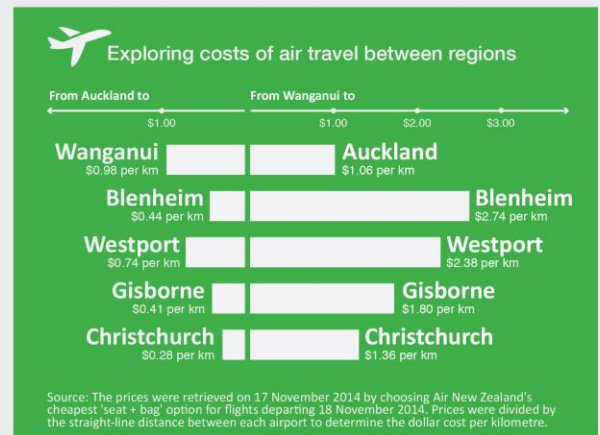 Exploring costs of air travel between regions
From Auckland to
From Wanganui to
$1.00
$1.00
$2.00
$3.00
Wanganui
$0.98 per km
Auckland
$1.06 per km
Blenheim
$0.44 per km
Blenheim
$2.74 per km
Westport
$0.74 per km
Westport
$2.38 per km
Gisborne
$0.41 per km
Gisborne
$1.80 per km
Christchurch
$0.28 per km
Christchurch
$1.36 per km
Source: The prices were retrieved on 17 November 2014 by choosing Air New Zealand's
cheapest 'seat + bag' option for flights departing 18 November 2014. Prices were divided by
the straight-line distance between each airport to determine the dollar cost per kilometre.